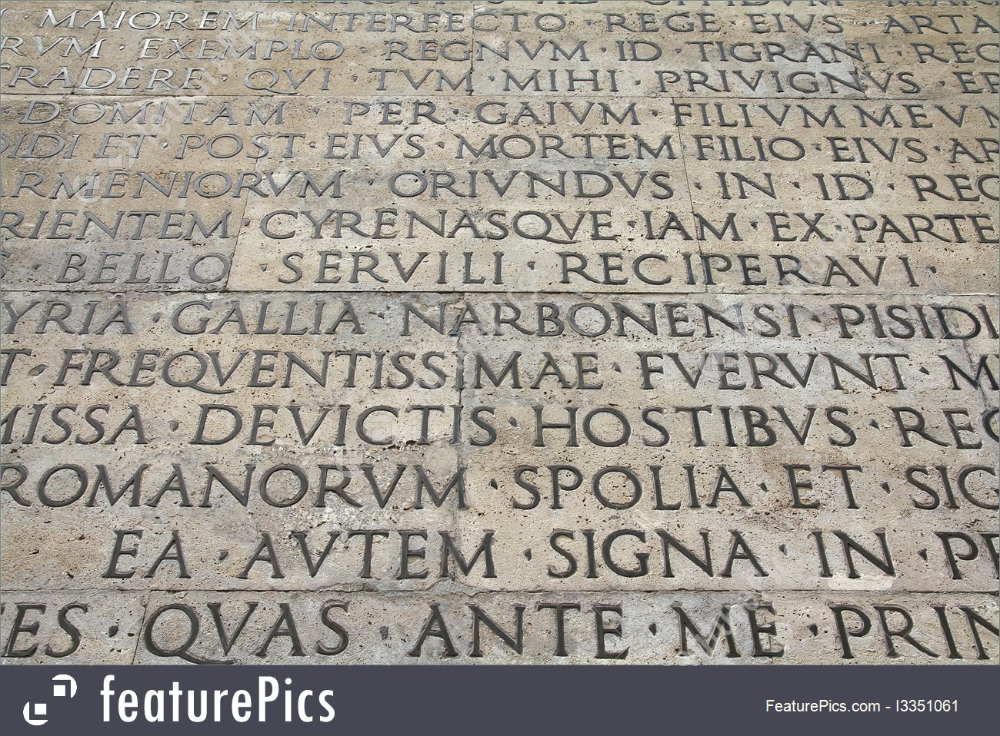 MAIOREM · INTERFECTO · REGE · EIVS · ARTA
RVM · EXEMPLO · REGNVM · ID · TIGRANI · REG
TRADERE · QVI · TVM · MIHI · PRIVIGNVS · ER
· DOMITAM · PER · GAIVM · FILIVM MEVM
DIDI ET · POST · EIVS · MORTEM · FILIO · EIVS · AR
ARMENIORVM · ORIVNDVS · IN · ID · REG
RIENTEM · CYRENASQVE · IAM · EX · PARTE
S · BELLO · SERVILI · RECIPERAVI ·
YRIA · GALLIA · NARBONENSI · PISIDI
T · FREQVENTISSIMAE · FVERVNT · M
MISSA · DEVICTIS · HOSTIBVS · REC
ROMANORVM · SPOLIA · ET · SIG
EA · AVTEM · SIGNA · IN · PE
ES · QVAS · ANTE · ME · PRIN
featurePics
FeaturePics.com - I3351061